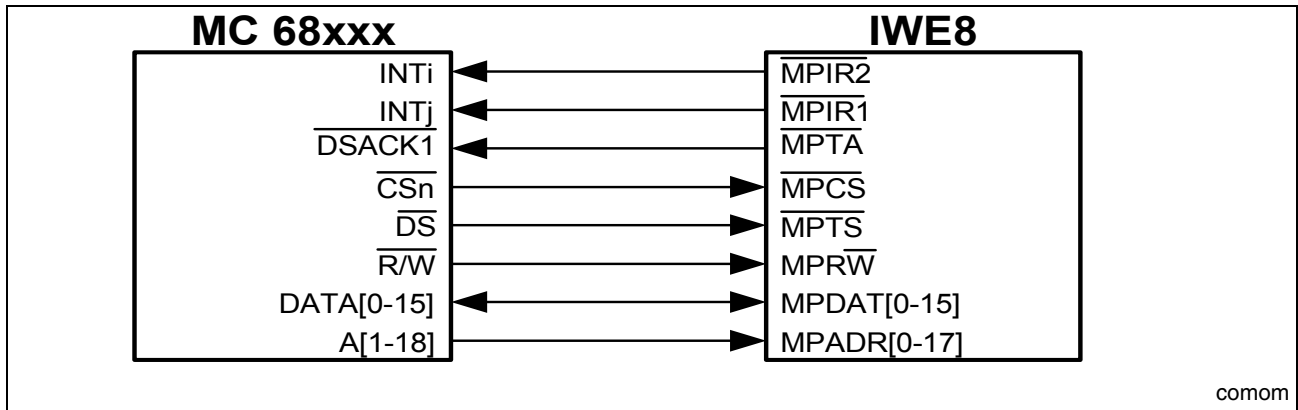 MC 68xxx IWE8
INTi MPIR2
INTj MPIR1
DSACK1 MPTA
CSn MPCS
DS MPTS
R/W MPRW
DATA[0-15] MPDAT[0-15]
A[1-18] MPADR[0-17]
comom